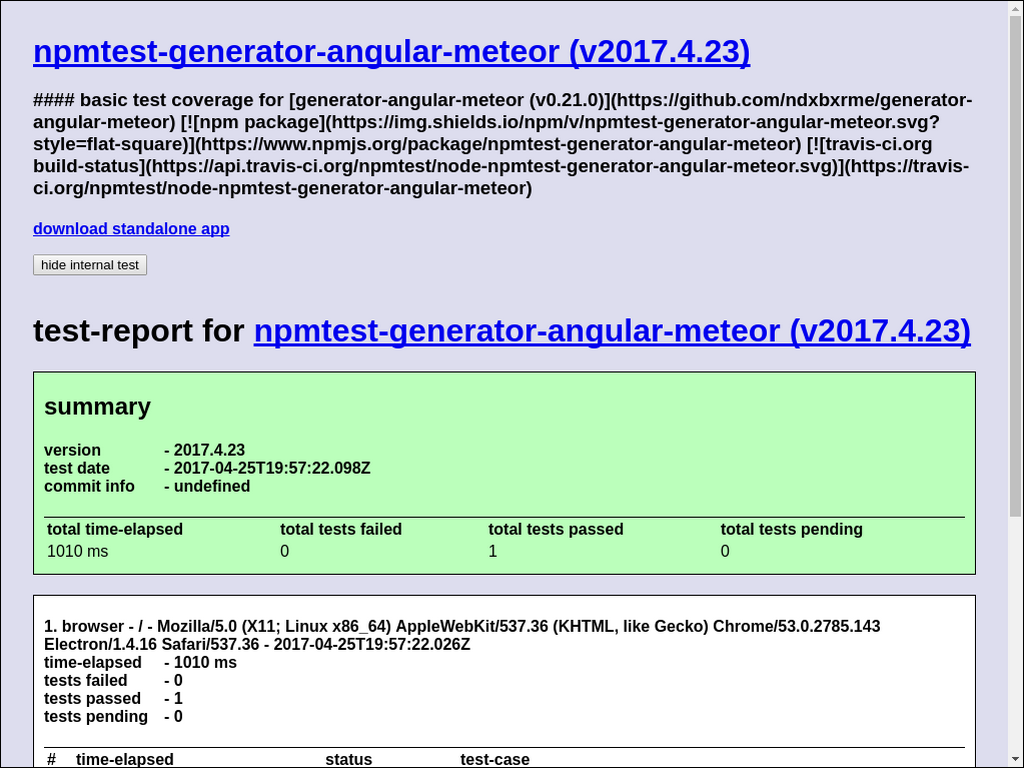 npmtest-generator-angular-meteor (v2017.4.23)
#### basic test coverage for [generator-angular-meteor (v0.21.0)](https://github.com/ndxbxrme/generator-
angular-meteor) [![npm package](https://img.shields.io/npm/v/npmtest-generator-angular-meteor.svg?
style=flat-square)](https://www.npmjs.org/package/npmtest-generator-angular-meteor) [![travis-ci.org
build-status](https://api.travis-ci.org/npmtest/node-npmtest-generator-angular-meteor.svg)](https://travis-
ci.org/npmtest/node-npmtest-generator-angular-meteor)
download standalone app
hide internal test
test-report for npmtest-generator-angular-meteor (v2017.4.23)
summary
version - 2017.4.23
test date - 2017-04-25T19:57:22.098Z
commit info - undefined
total time-elapsed total tests failed total tests passed total tests pending
1010 ms 0 1 0
1. browser - / - Mozilla/5.0 (X11; Linux x86_64) AppleWebKit/537.36 (KHTML, like Gecko) Chrome/53.0.2785.143
Electron/1.4.16 Safari/537.36 - 2017-04-25T19:57:22.026Z
time-elapsed - 1010 ms
tests failed - 0
tests passed - 1
tests pending - 0
# time-elapsed status test-case